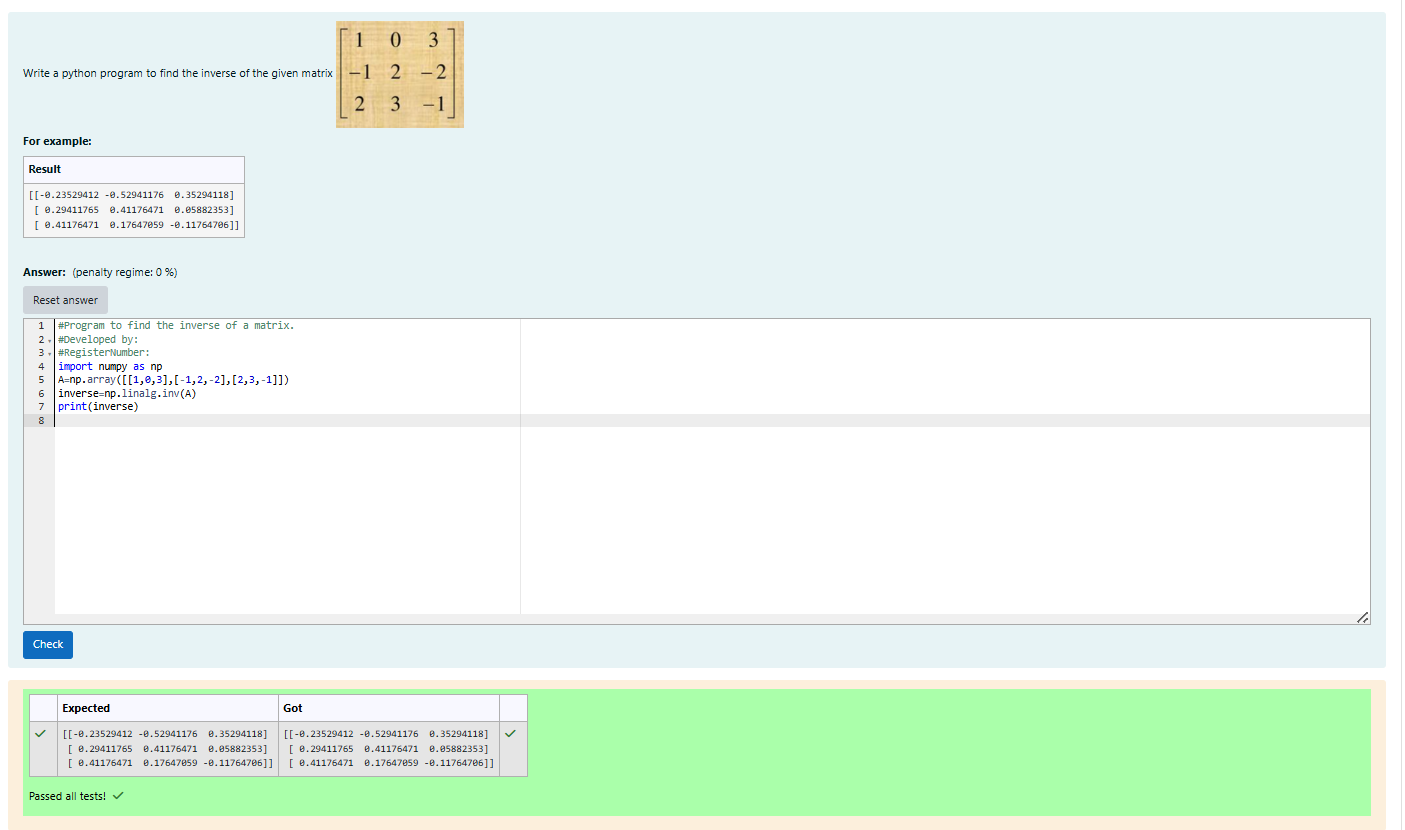 Write a python program to find the inverse of the given matrix
1 0 3
-1 2 -2
2 3 -1
For example:
Result
[[-0.23529412 -0.52941176  0.35294118]
 [ 0.29411765  0.41176471  0.05882353]
 [ 0.41176471  0.17647059 -0.11764706]]
Answer: (penalty regime: 0 %)
Reset answer
1 #Program to find the inverse of a matrix.
2 #Developed by:
3 #RegisterNumber:
4 import numpy as np
5 A=np.array([[1,0,3],[-1,2,-2],[2,3,-1]])
6 inverse=np.linalg.inv(A)
7 print(inverse)
8
Check
Expected Got
[[-0.23529412 -0.52941176  0.35294118] [[-0.23529412 -0.52941176  0.35294118]
 [ 0.29411765  0.41176471  0.05882353]  [ 0.29411765  0.41176471  0.05882353]
 [ 0.41176471  0.17647059 -0.11764706]]  [ 0.41176471  0.17647059 -0.11764706]]
Passed all tests!